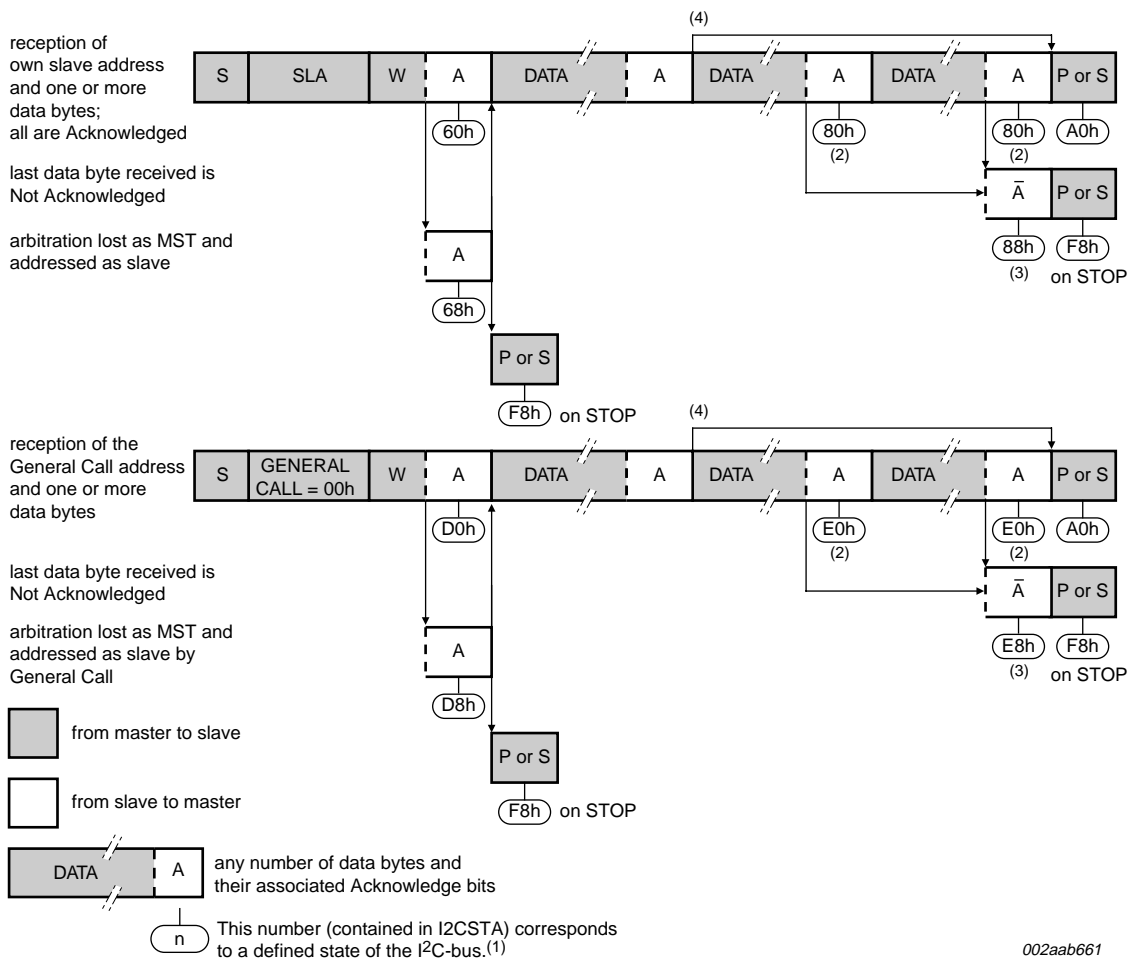 (4)
reception of
own slave address
and one or more
data bytes;
all are Acknowledged
S SLA W A DATA A DATA A DATA A P or S
60h 80h 80h A0h
(2) (2)
last data byte received is
Not Acknowledged
A̅ P or S
88h F8h
(3) on STOP
arbitration lost as MST and
addressed as slave
A
68h
P or S
F8h on STOP
(4)
reception of the
General Call address
and one or more
data bytes
S GENERAL
CALL = 00h W A DATA A DATA A DATA A P or S
D0h E0h E0h A0h
(2) (2)
last data byte received is
Not Acknowledged
A̅ P or S
E8h F8h
(3) on STOP
arbitration lost as MST and
addressed as slave by
General Call
A
D8h
P or S
F8h on STOP
from master to slave
from slave to master
DATA A any number of data bytes and
their associated Acknowledge bits
n This number (contained in I2CSTA) corresponds
to a defined state of the I²C-bus.(1)
002aab661